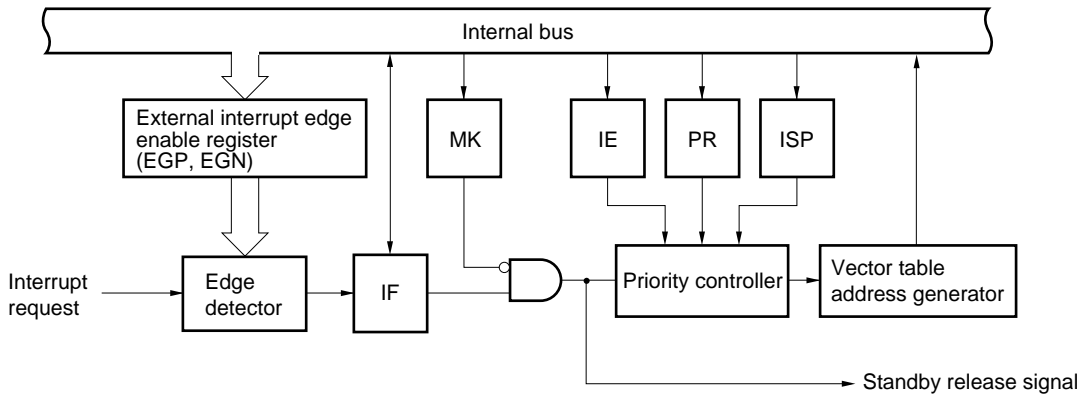 Internal bus
External interrupt edge
enable register
(EGP, EGN)
MK
IE
PR
ISP
Interrupt
request
Edge
detector
IF
Priority controller
Vector table
address generator
Standby release signal